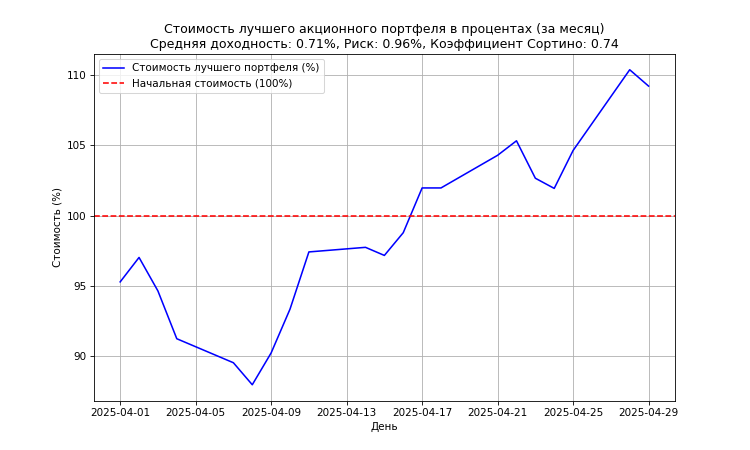 Стоимость лучшего акционного портфеля в процентах (за месяц)
Средняя доходность: 0.71%, Риск: 0.96%, Коэффициент Сортино: 0.74
Стоимость лучшего портфеля (%)
Начальная стоимость (100%)
Стоимость (%)
110
105
100
95
90
2025-04-01 2025-04-05 2025-04-09 2025-04-13 2025-04-17 2025-04-21 2025-04-25 2025-04-29
День